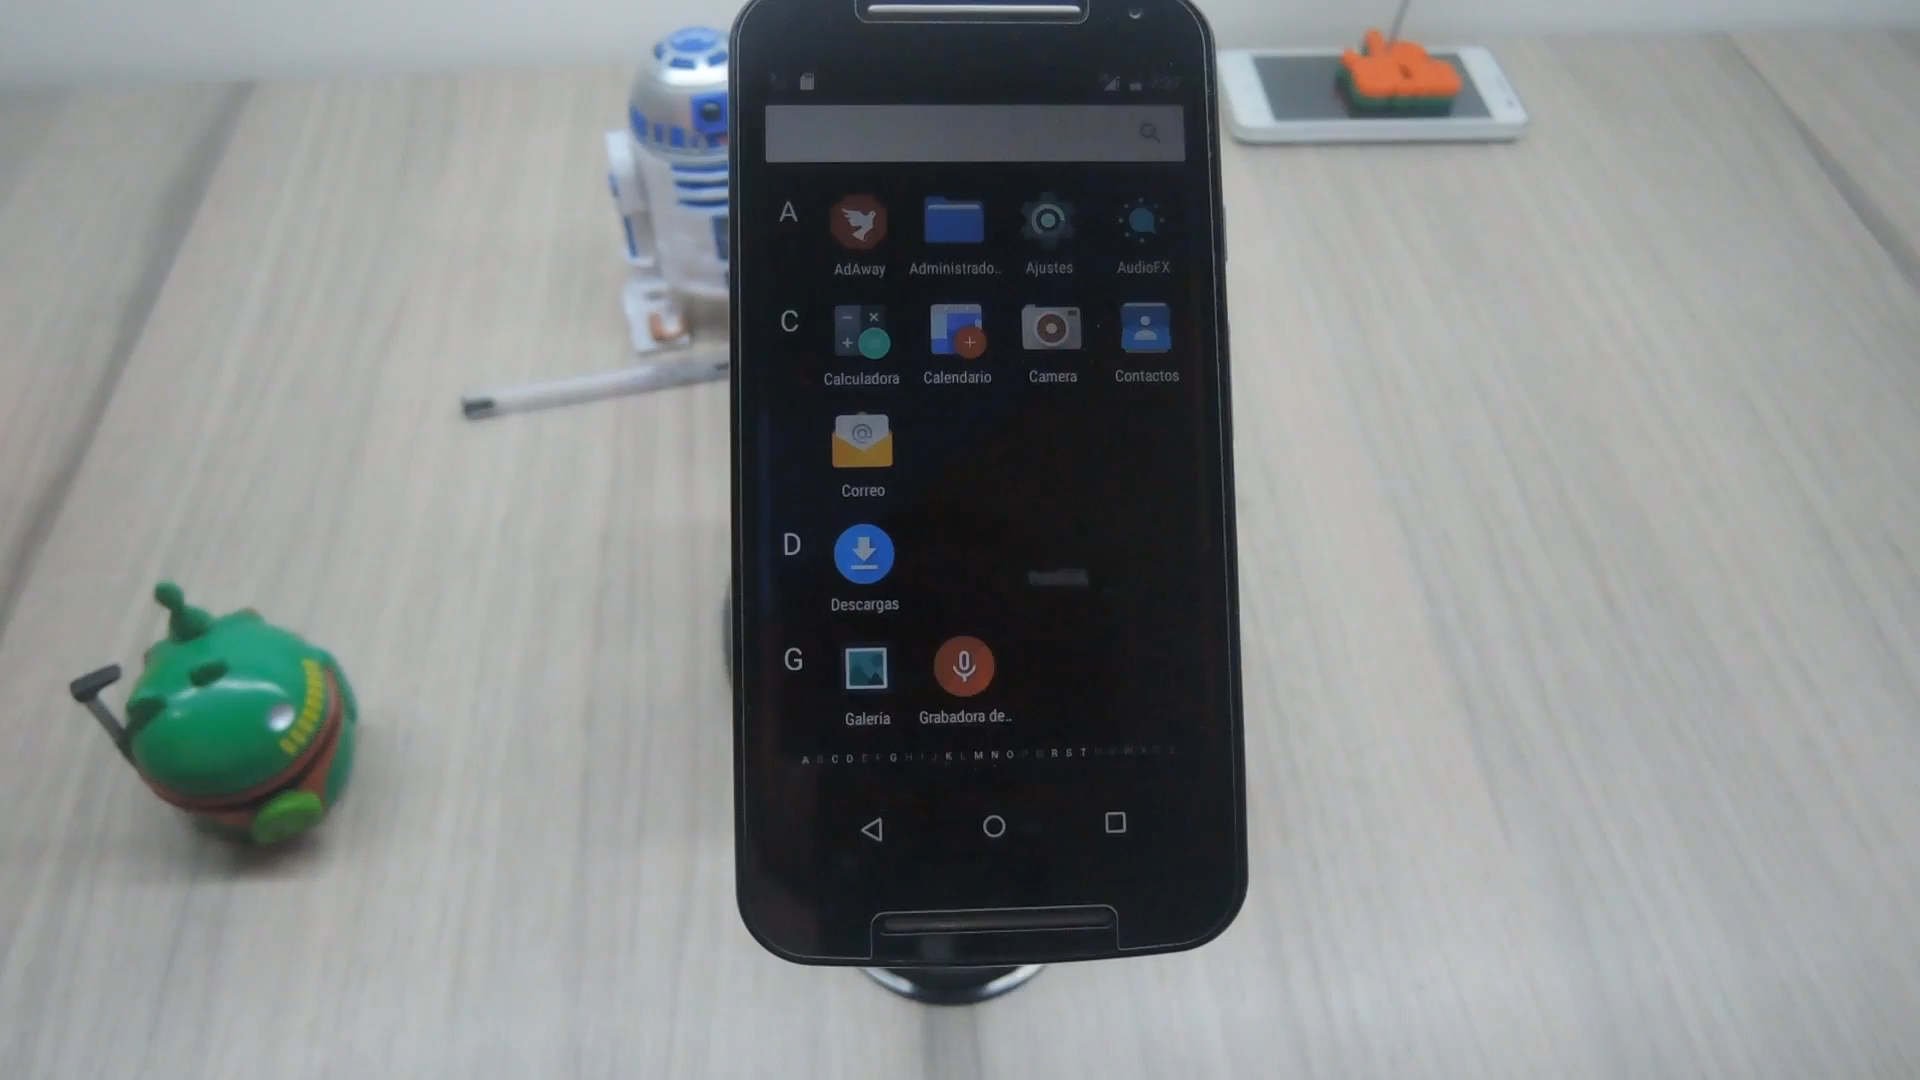 A
AdAway
Administrado..
Ajustes
AudioFX
C
Calculadora
Calendario
Camera
Contactos
Correo
D
Descargas
G
Galería
Grabadora de..
A B C D E F G H I J K L M N O P Q R S T U V W X Y Z